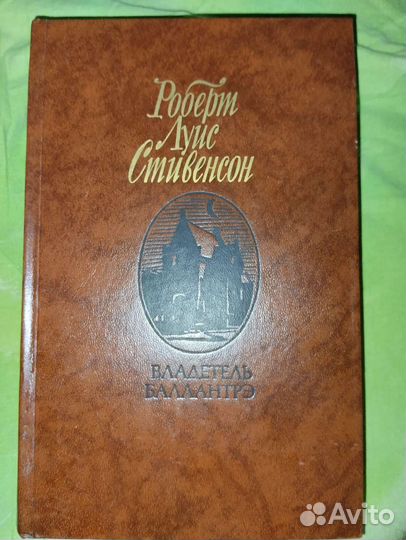 Роберт
Луис
Стивенсон
ВЛАДЕТЕЛЬ
БАЛЛАНТРЭ
Avito